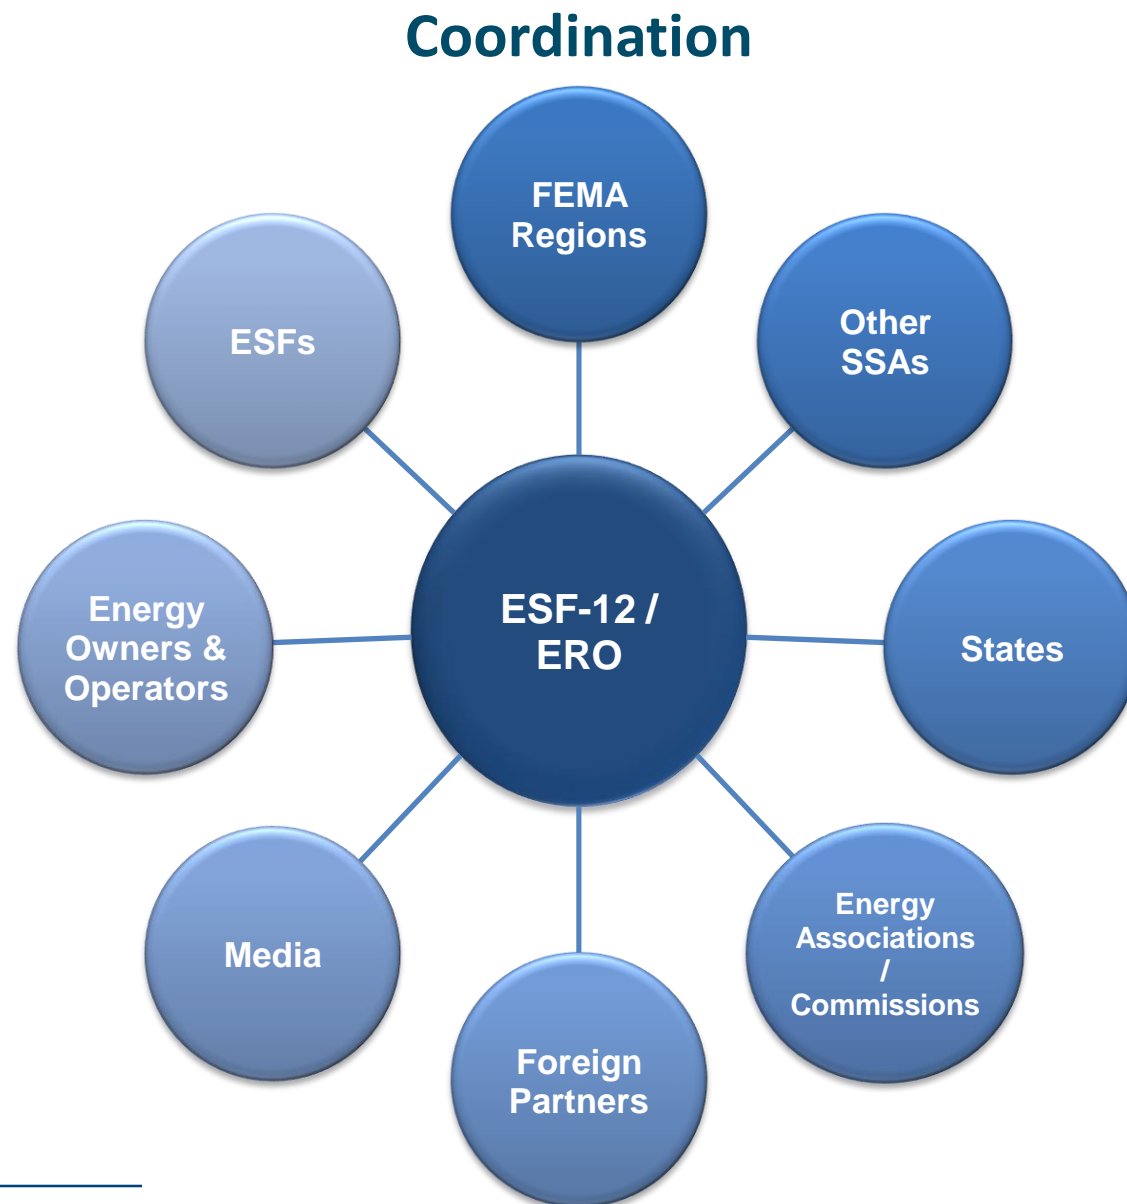 Coordination
FEMA
Regions
Other
SSAs
States
Energy
Associations
/
Commissions
Foreign
Partners
Media
Energy
Owners &
Operators
ESFs
ESF-12 /
ERO